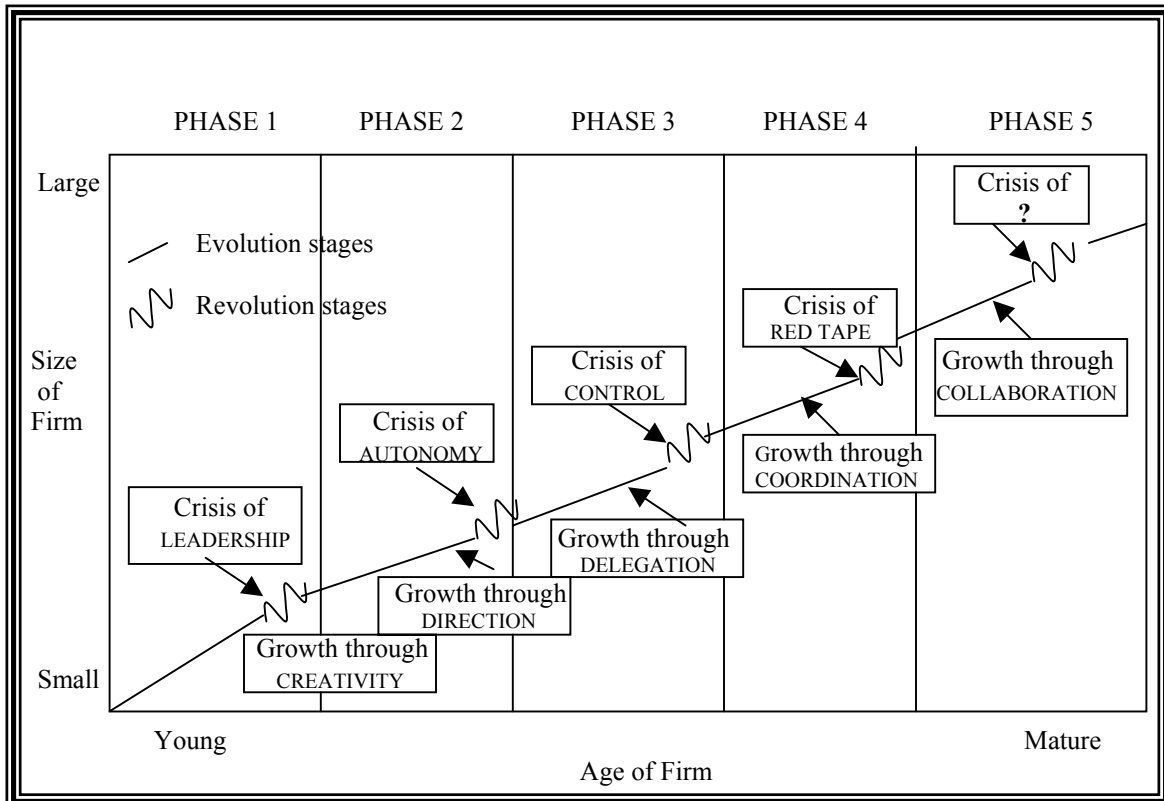 PHASE 1 PHASE 2 PHASE 3 PHASE 4 PHASE 5
Large
Crisis of
?
Evolution stages
Revolution stages
Crisis of
RED TAPE
Size
of
Firm
Crisis of
CONTROL
Growth through
COLLABORATION
Crisis of
AUTONOMY
Growth through
COORDINATION
Crisis of
LEADERSHIP
Growth through
DELEGATION
Growth through
DIRECTION
Growth through
CREATIVITY
Small
Young
Mature
Age of Firm